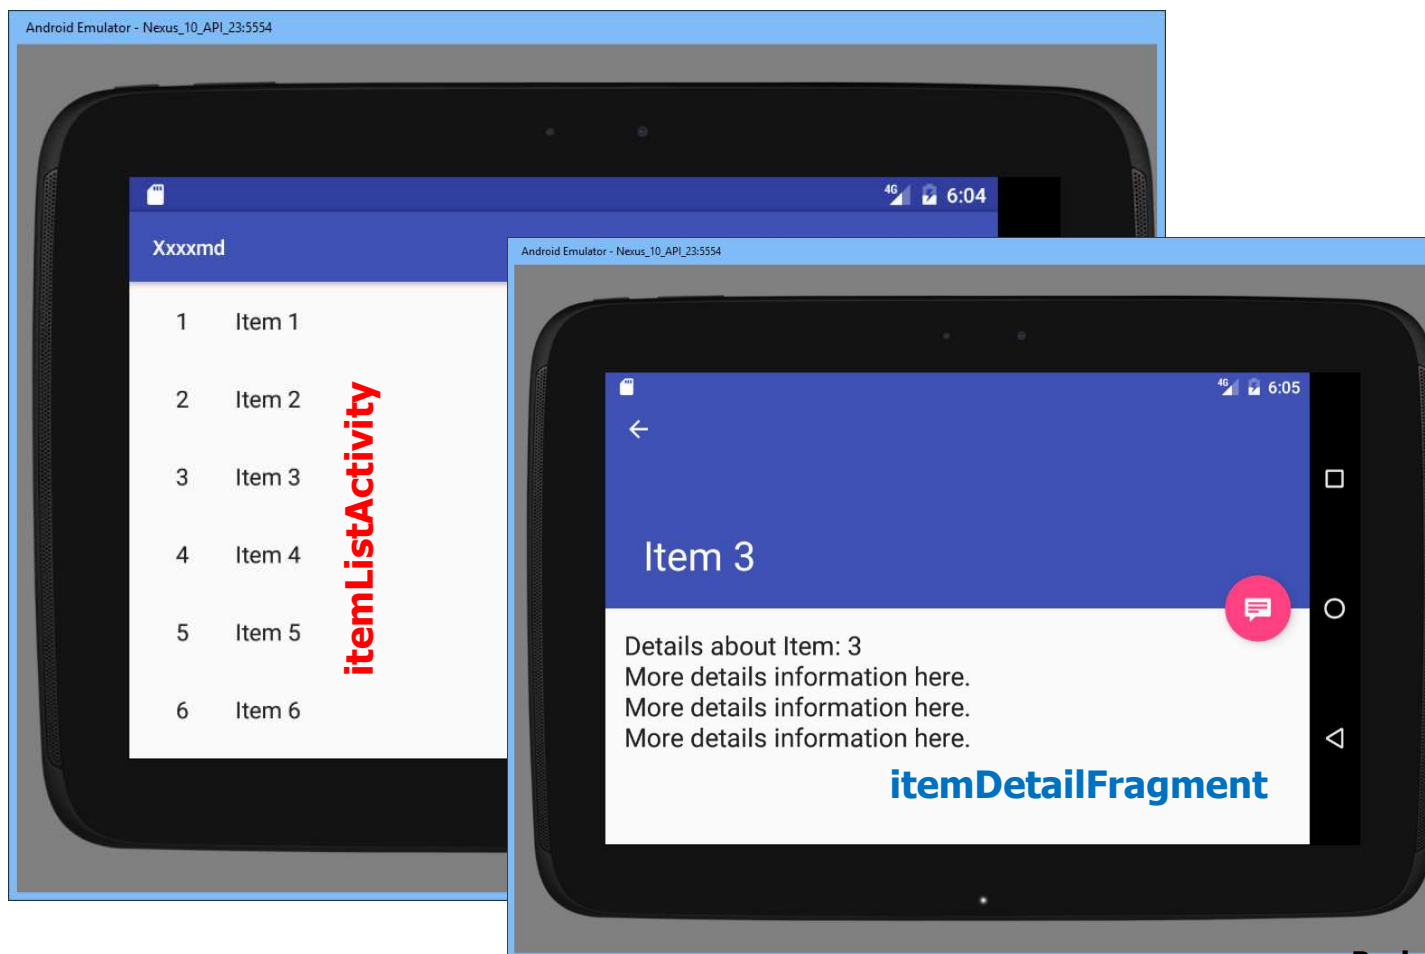 Android Emulator - Nexus_10_API_23:5554
4G 6:04
Xxxxmd
1 Item 1
2 Item 2
3 Item 3
4 Item 4
5 Item 5
6 Item 6
itemListActivity
Android Emulator - Nexus_10_API_23:5554
4G 6:05
Item 3
Details about Item: 3
More details information here.
More details information here.
More details information here.
itemDetailFragment